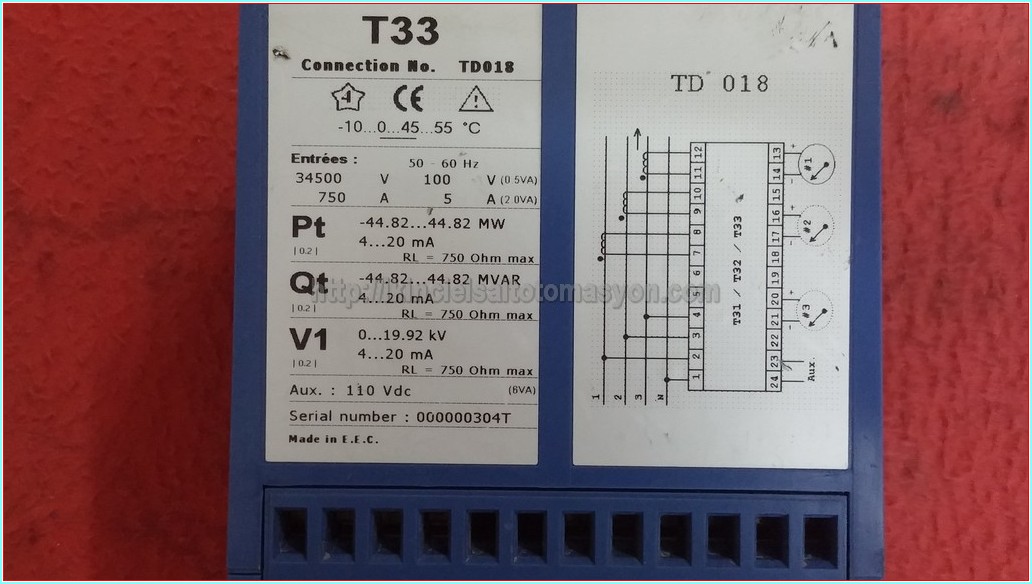 T33
Connection No. TD018
-10...0...45...55 °C
Entrées : 50 - 60 Hz
34500 V 100 V (0.5VA)
750 A 5 A (2.0VA)
Pt -44.82...44.82 MW
4...20 mA
|0.2| RL = 750 Ohm max
Qt -44.82...44.82 MVAR
4...20 mA
|0.2| RL = 750 Ohm max
V1 0...19.92 kV
4...20 mA
|0.2| RL = 750 Ohm max
Aux. : 110 Vdc (6VA)
Serial number : 000000304T
Made in E.E.C.
TD 018
12 11 10 9 8 7 6 5 4 3 2 1
T31 / T32 / T33
13 14 15 16 17 18 19 20 21 22 23 24
+ #1 -
+ #2 -
+ #3 -
Aux.
1 2 3 N
http://ikincielsaltotomasyon.com